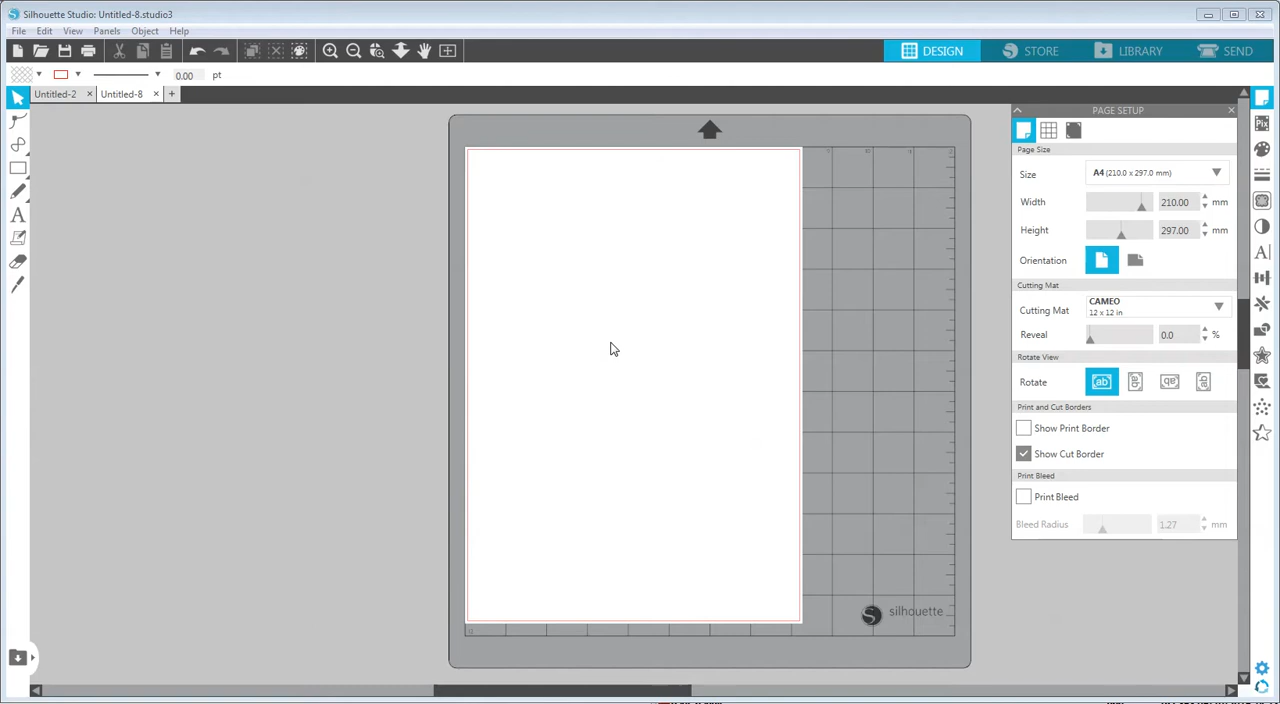 Silhouette Studio: Untitled-8.studio3
File Edit View Panels Object Help
DESIGN STORE LIBRARY SEND
0.00 pt
Untitled-2 Untitled-8
PAGE SETUP
Page Size
Size A4 (210.0 x 297.0 mm)
Width 210.00 mm
Height 297.00 mm
Orientation
Cutting Mat
Cutting Mat CAMEO
12 x 12 in
Reveal 0.0 %
Rotate View
Rotate
Print and Cut Borders
Show Print Border
Show Cut Border
Print Bleed
Print Bleed
Bleed Radius 1.27 mm
silhouette